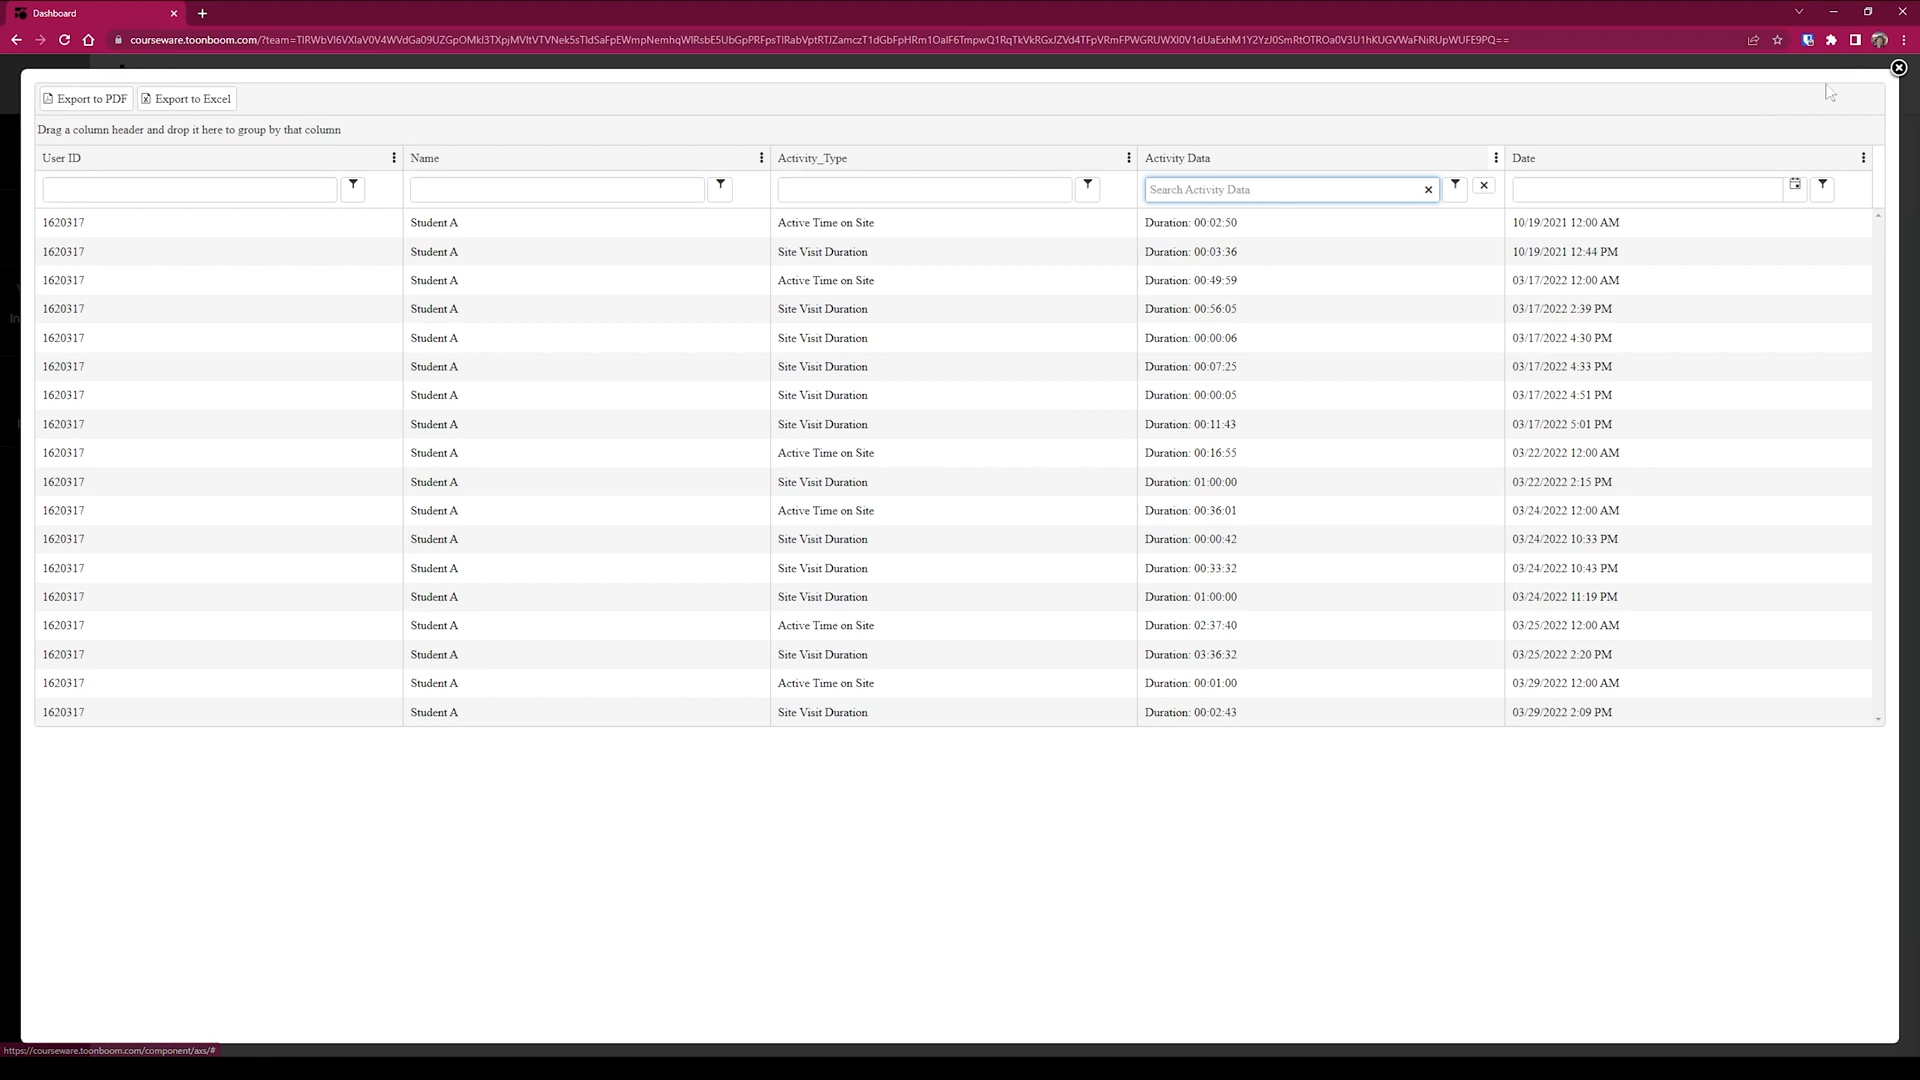 Dashboard
Export to PDF Export to Excel
Drag a column header and drop it here to group by that column
User ID Name Activity_Type Activity Data Date
Search Activity Data
1620317 Student A Active Time on Site Duration: 00:02:50 10/19/2021 12:00 AM
1620317 Student A Site Visit Duration Duration: 00:03:36 10/19/2021 12:44 PM
1620317 Student A Active Time on Site Duration: 00:49:59 03/17/2022 12:00 AM
1620317 Student A Site Visit Duration Duration: 00:56:05 03/17/2022 2:39 PM
1620317 Student A Site Visit Duration Duration: 00:00:06 03/17/2022 4:30 PM
1620317 Student A Site Visit Duration Duration: 00:07:25 03/17/2022 4:33 PM
1620317 Student A Site Visit Duration Duration: 00:00:05 03/17/2022 4:51 PM
1620317 Student A Site Visit Duration Duration: 00:11:43 03/17/2022 5:01 PM
1620317 Student A Active Time on Site Duration: 00:16:55 03/22/2022 12:00 AM
1620317 Student A Site Visit Duration Duration: 01:00:00 03/22/2022 2:15 PM
1620317 Student A Active Time on Site Duration: 00:36:01 03/24/2022 12:00 AM
1620317 Student A Site Visit Duration Duration: 00:00:42 03/24/2022 10:33 PM
1620317 Student A Site Visit Duration Duration: 00:33:32 03/24/2022 10:43 PM
1620317 Student A Site Visit Duration Duration: 01:00:00 03/24/2022 11:19 PM
1620317 Student A Active Time on Site Duration: 02:37:40 03/25/2022 12:00 AM
1620317 Student A Site Visit Duration Duration: 03:36:32 03/25/2022 2:20 PM
1620317 Student A Active Time on Site Duration: 00:01:00 03/29/2022 12:00 AM
1620317 Student A Site Visit Duration Duration: 00:02:43 03/29/2022 2:09 PM
https://courseware.toonboom.com/component/axs/#